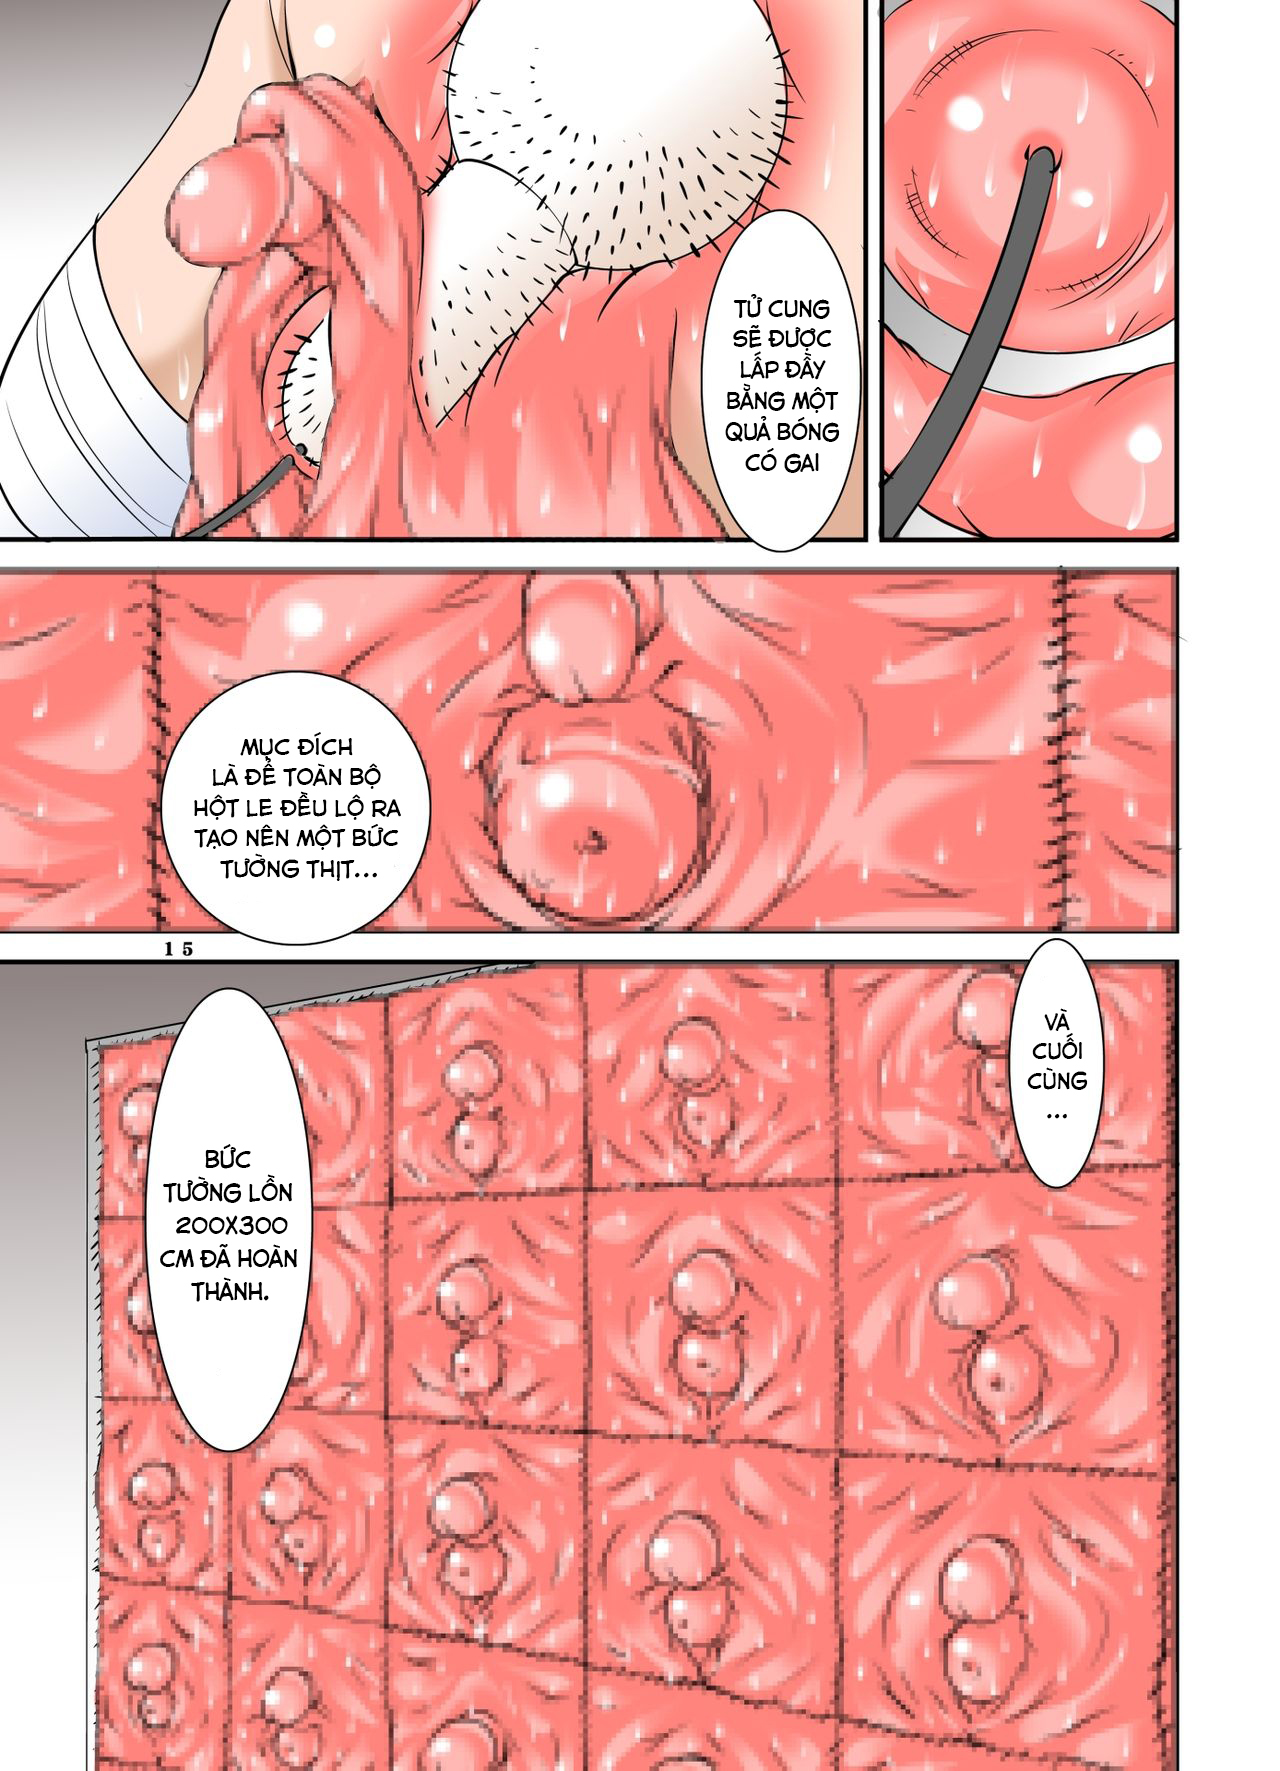 TỬ CUNG
SẼ ĐƯỢC
LẤP ĐẦY
BẰNG MỘT
QUẢ BÓNG
CÓ GAI
MỤC ĐÍCH
LÀ ĐỂ TOÀN BỘ
HỘT LE ĐỀU LỘ RA
TẠO NÊN MỘT BỨC
TƯỜNG THỊT...
15
VÀ
CUỐI
CÙNG
...
BỨC
TƯỜNG LỒN
200X300
CM ĐÃ HOÀN
THÀNH.